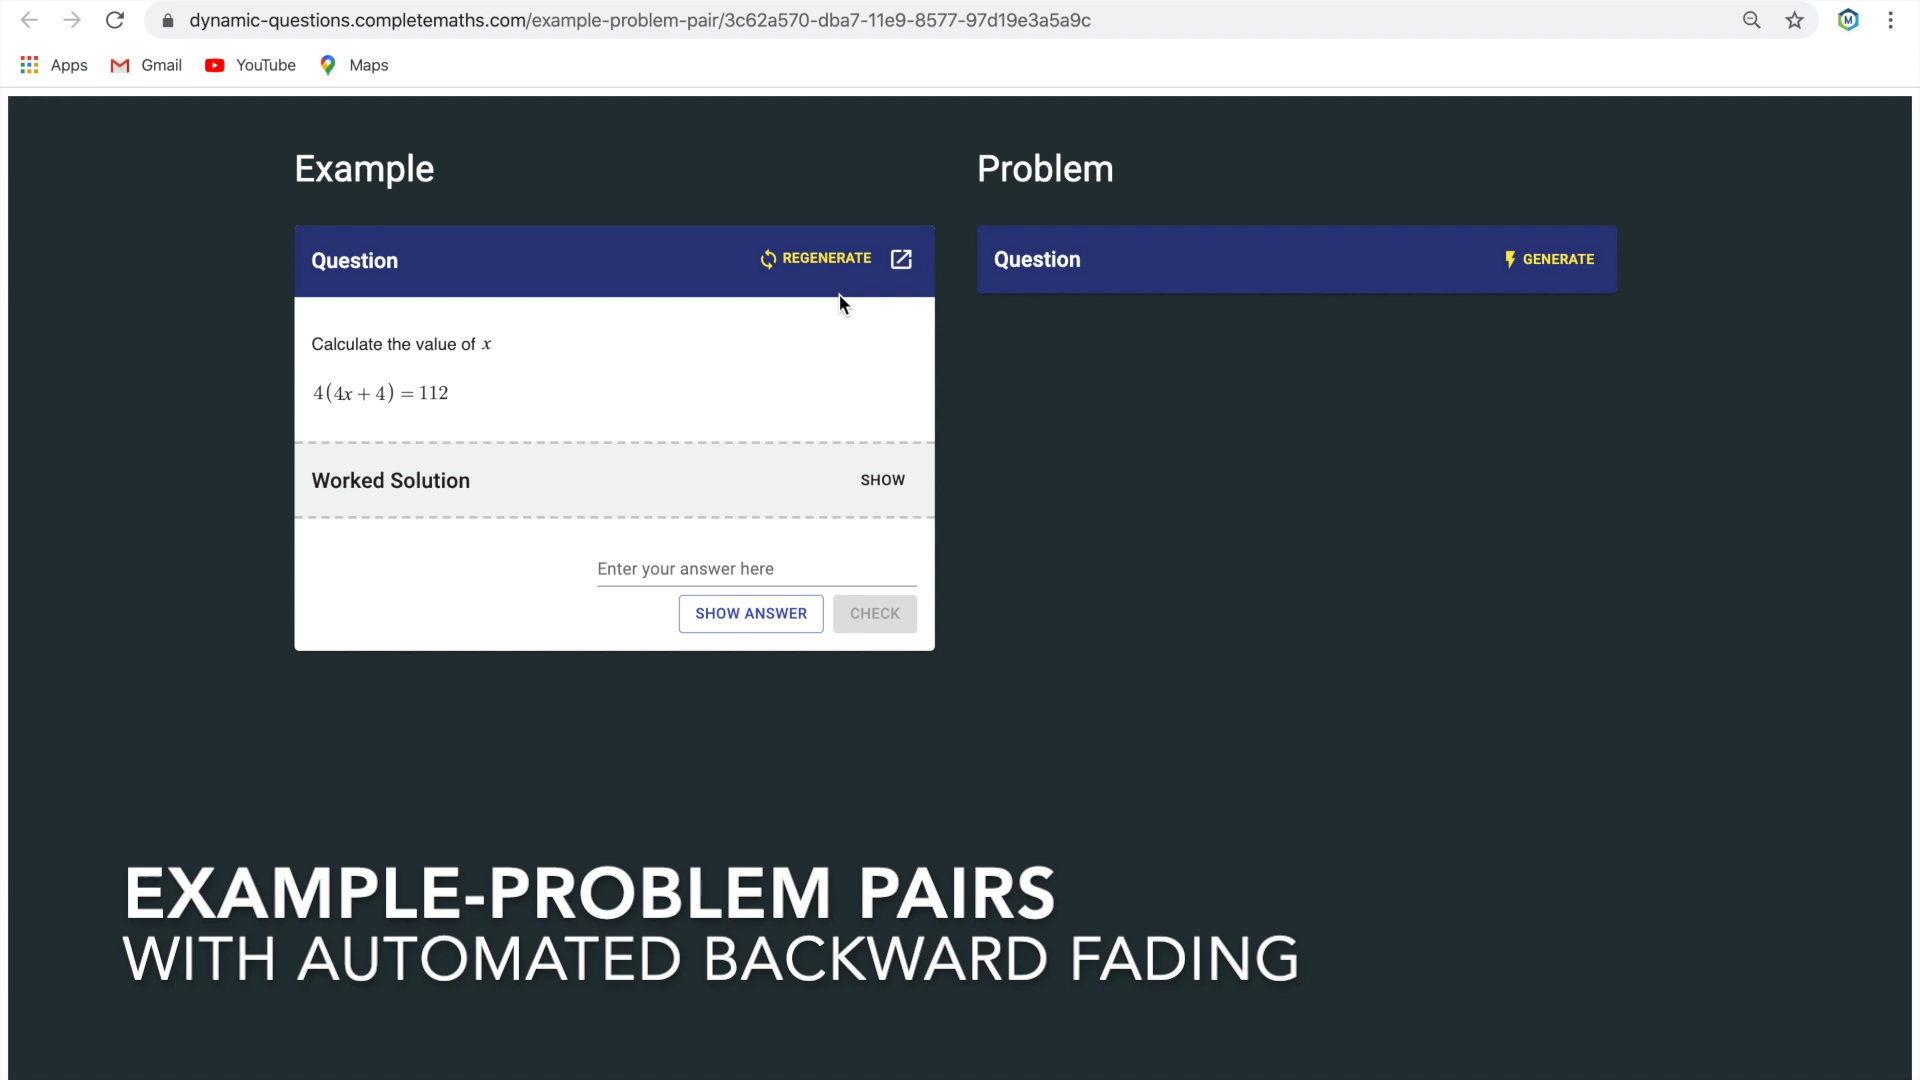 dynamic-questions.completemaths.com/example-problem-pair/3c62a570-dba7-11e9-8577-97d19e3a5a9c
M
Apps Gmail YouTube Maps
Example
Problem
Question
REGENERATE
Question
GENERATE
Calculate the value of x
4(4x + 4) = 112
Worked Solution
SHOW
Enter your answer here
SHOW ANSWER
CHECK
EXAMPLE-PROBLEM PAIRS
WITH AUTOMATED BACKWARD FADING